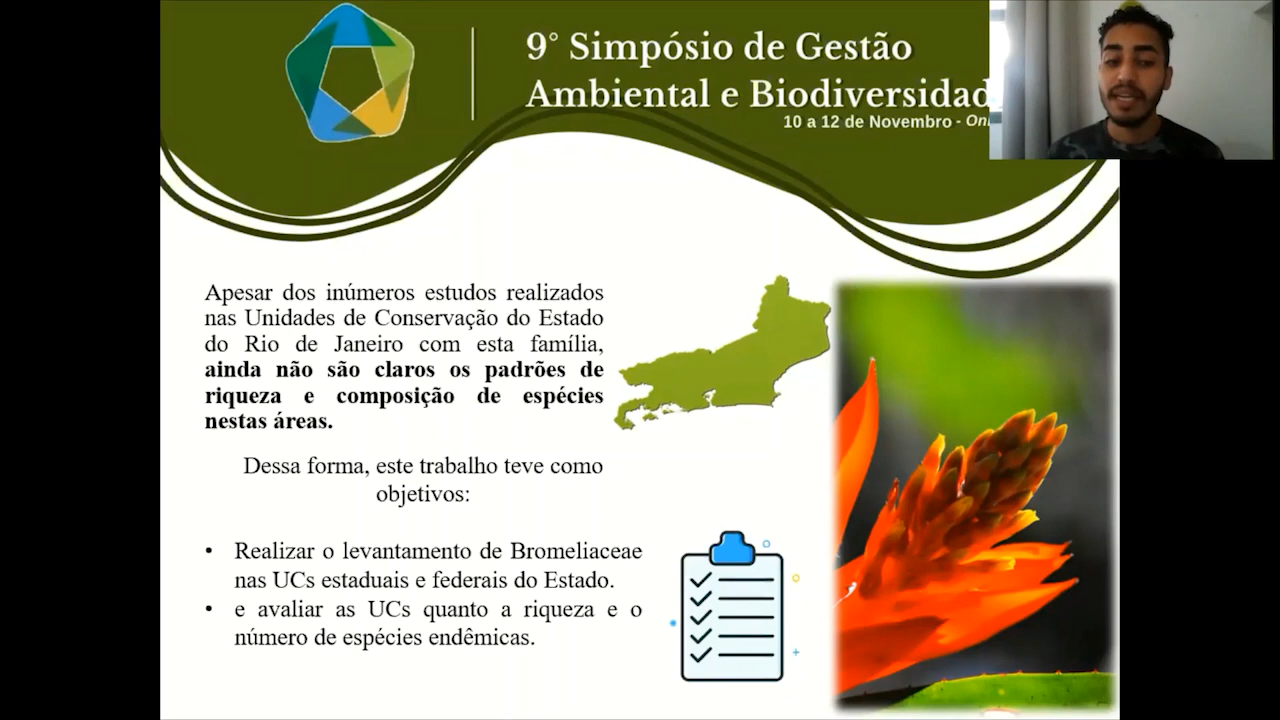 9° Simpósio de Gestão
Ambiental e Biodiversidad
10 a 12 de Novembro -
Apesar dos inúmeros estudos realizados
nas Unidades de Conservação do Estado
do Rio de Janeiro com esta família,
ainda não são claros os padrões de
riqueza e composição de espécies
nestas áreas.
Dessa forma, este trabalho teve como
objetivos:
• Realizar o levantamento de Bromeliaceae
nas UCs estaduais e federais do Estado.
• e avaliar as UCs quanto a riqueza e o
número de espécies endêmicas.